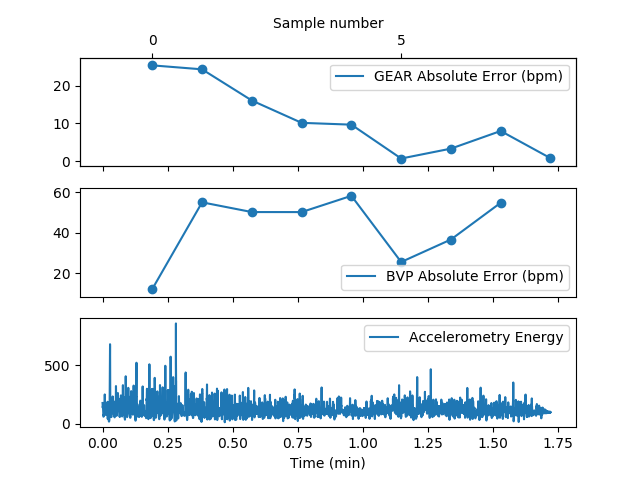 Sample number
0 5
20
10
0
GEAR Absolute Error (bpm)
60
40
20
BVP Absolute Error (bpm)
500
0
Accelerometry Energy
0.00 0.25 0.50 0.75 1.00 1.25 1.50 1.75
Time (min)